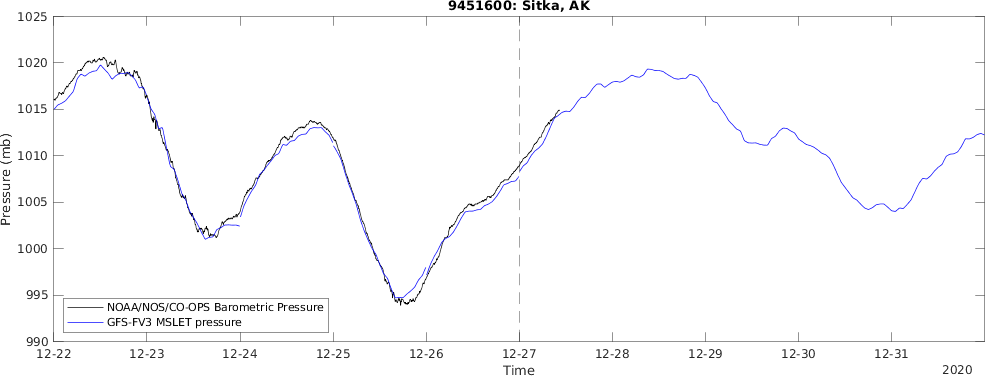 9451600: Sitka, AK
Pressure (mb)
1025
1020
1015
1010
1005
1000
995
990
NOAA/NOS/CO-OPS Barometric Pressure
GFS-FV3 MSLET pressure
12-22 12-23 12-24 12-25 12-26 12-27 12-28 12-29 12-30 12-31
Time
2020